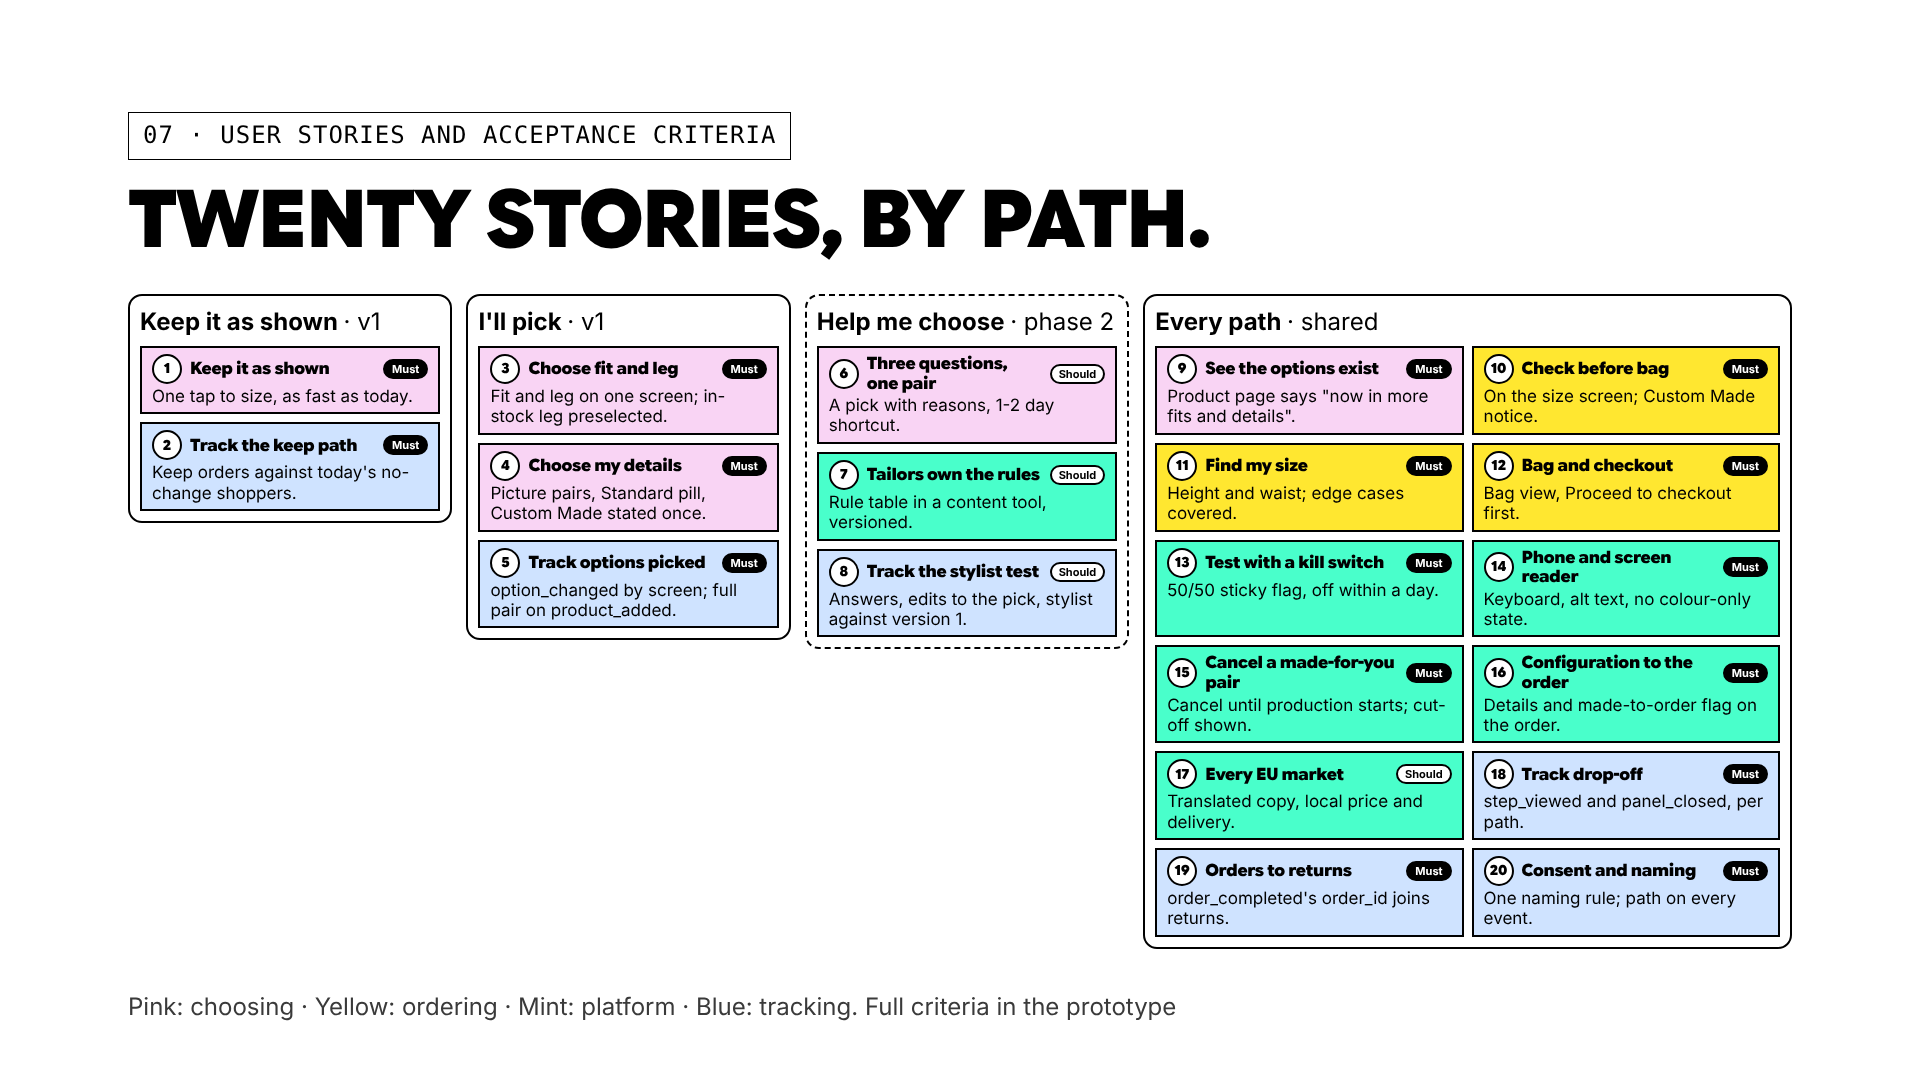 07 · USER STORIES AND ACCEPTANCE CRITERIA
TWENTY STORIES, BY PATH.
Keep it as shown · v1
1 Keep it as shown Must
One tap to size, as fast as today.
2 Track the keep path Must
Keep orders against today's no-
change shoppers.
I'll pick · v1
3 Choose fit and leg Must
Fit and leg on one screen; in-
stock leg preselected.
4 Choose my details Must
Picture pairs, Standard pill,
Custom Made stated once.
5 Track options picked Must
option_changed by screen; full
pair on product_added.
Help me choose · phase 2
6 Three questions,
one pair Should
A pick with reasons, 1-2 day
shortcut.
7 Tailors own the rules Should
Rule table in a content tool,
versioned.
8 Track the stylist test Should
Answers, edits to the pick, stylist
against version 1.
Every path · shared
9 See the options exist Must
Product page says "now in more
fits and details".
10 Check before bag Must
On the size screen; Custom Made
notice.
11 Find my size Must
Height and waist; edge cases
covered.
12 Bag and checkout Must
Bag view, Proceed to checkout
first.
13 Test with a kill switch Must
50/50 sticky flag, off within a day.
14 Phone and screen
reader Must
Keyboard, alt text, no colour-only
state.
15 Cancel a made-for-you
pair Must
Cancel until production starts; cut-
off shown.
16 Configuration to the
order Must
Details and made-to-order flag on
the order.
17 Every EU market Should
Translated copy, local price and
delivery.
18 Track drop-off Must
step_viewed and panel_closed, per
path.
19 Orders to returns Must
order_completed's order_id joins
returns.
20 Consent and naming Must
One naming rule; path on every
event.
Pink: choosing · Yellow: ordering · Mint: platform · Blue: tracking. Full criteria in the prototype